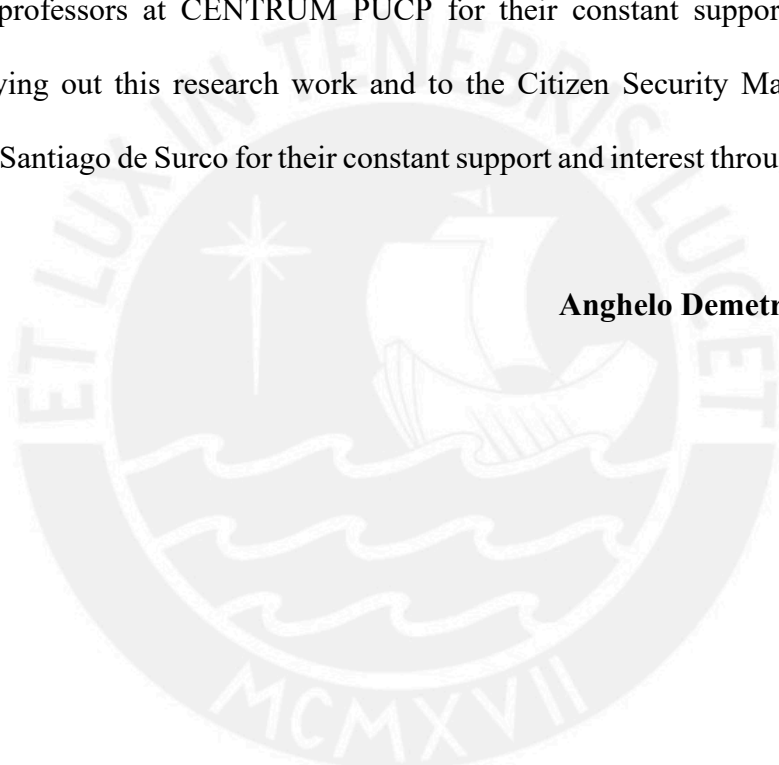 professors at CENTRUM PUCP for their constant suppor
ying out this research work and to the Citizen Security Ma
Santiago de Surco for their constant support and interest throu
Anghelo Demetr
ET LUX IN TENEBRIS LUCET
MCMXVII